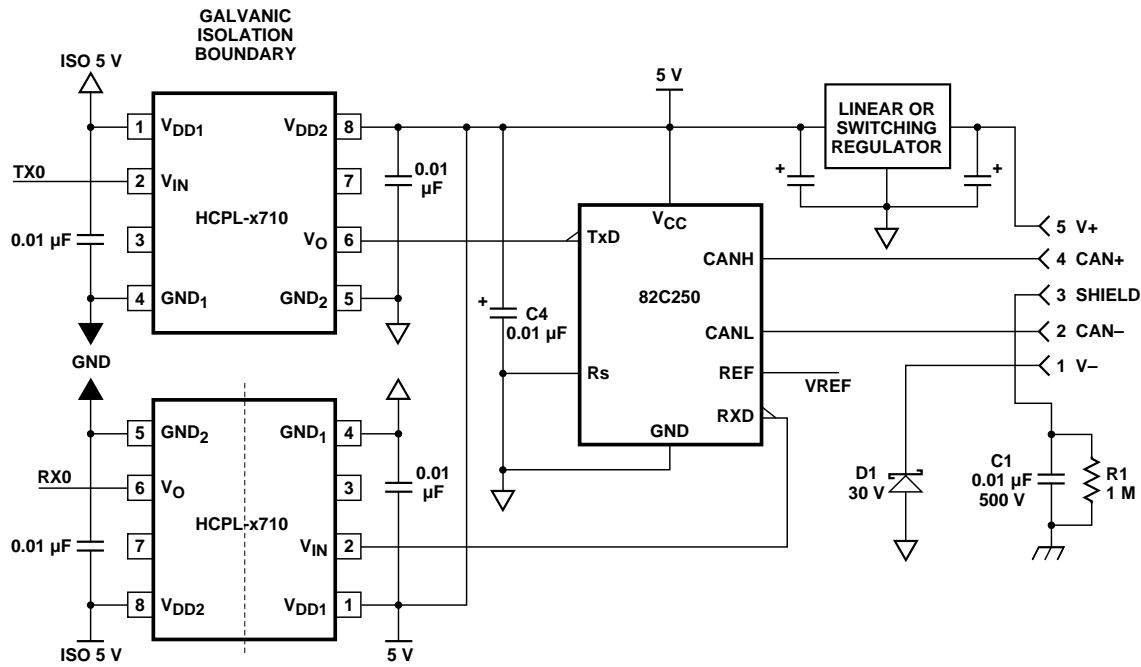 GALVANIC
ISOLATION
BOUNDARY
ISO 5 V
5 V
LINEAR OR
SWITCHING
REGULATOR
1 VDD1
VDD2 8
TX0
2 VIN
7
0.01
µF
HCPL-x710
0.01 µF
3
VO 6
4 GND1
GND2 5
GND
+
C4
0.01 µF
VCC
TxD
CANH
82C250
CANL
Rs
REF
RXD
GND
VREF
+
+
5 V+
4 CAN+
3 SHIELD
2 CAN–
1 V–
5 GND2
GND1 4
RX0
6 VO
3
0.01
µF
HCPL-x710
0.01 µF
7
VIN 2
8 VDD2
VDD1 1
ISO 5 V
5 V
D1
30 V
C1
0.01 µF
500 V
R1
1 M